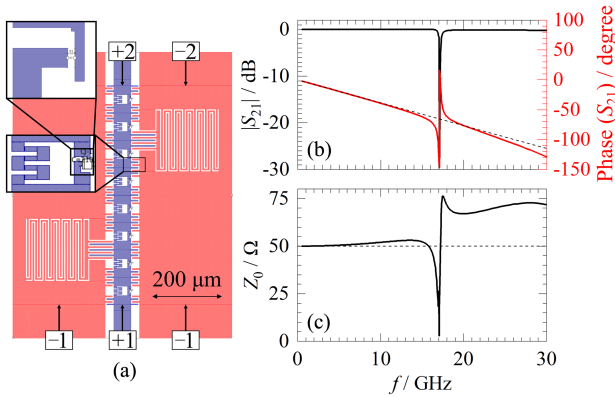 +2
−2
200 μm
−1
+1
−1
(a)
0
-10
-20
-30
|S21| / dB
(b)
100
50
0
-50
-100
-150
Phase (S21) / degree
75
50
25
0
Z0 / Ω
(c)
0
10
20
30
f / GHz